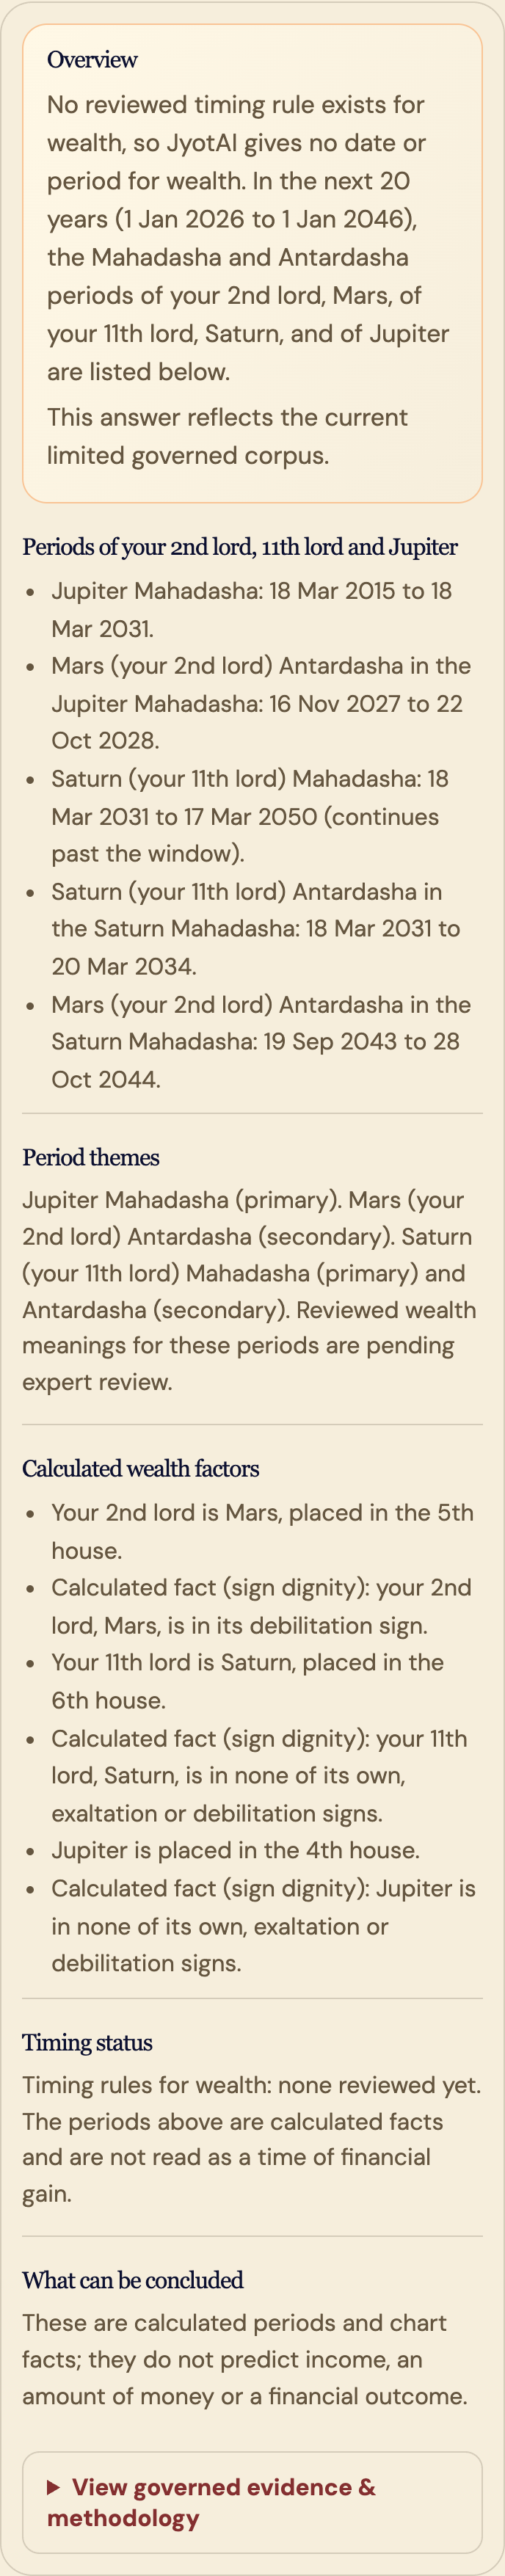 Overview
No reviewed timing rule exists for
wealth, so JyotAI gives no date or
period for wealth. In the next 20
years (1 Jan 2026 to 1 Jan 2046),
the Mahadasha and Antardasha
periods of your 2nd lord, Mars, of
your 11th lord, Saturn, and of Jupiter
are listed below.
This answer reflects the current
limited governed corpus.
Periods of your 2nd lord, 11th lord and Jupiter
• Jupiter Mahadasha: 18 Mar 2015 to 18
Mar 2031.
• Mars (your 2nd lord) Antardasha in the
Jupiter Mahadasha: 16 Nov 2027 to 22
Oct 2028.
• Saturn (your 11th lord) Mahadasha: 18
Mar 2031 to 17 Mar 2050 (continues
past the window).
• Saturn (your 11th lord) Antardasha in
the Saturn Mahadasha: 18 Mar 2031 to
20 Mar 2034.
• Mars (your 2nd lord) Antardasha in the
Saturn Mahadasha: 19 Sep 2043 to 28
Oct 2044.
Period themes
Jupiter Mahadasha (primary). Mars (your
2nd lord) Antardasha (secondary). Saturn
(your 11th lord) Mahadasha (primary) and
Antardasha (secondary). Reviewed wealth
meanings for these periods are pending
expert review.
Calculated wealth factors
• Your 2nd lord is Mars, placed in the 5th
house.
• Calculated fact (sign dignity): your 2nd
lord, Mars, is in its debilitation sign.
• Your 11th lord is Saturn, placed in the
6th house.
• Calculated fact (sign dignity): your 11th
lord, Saturn, is in none of its own,
exaltation or debilitation signs.
• Jupiter is placed in the 4th house.
• Calculated fact (sign dignity): Jupiter is
in none of its own, exaltation or
debilitation signs.
Timing status
Timing rules for wealth: none reviewed yet.
The periods above are calculated facts
and are not read as a time of financial
gain.
What can be concluded
These are calculated periods and chart
facts; they do not predict income, an
amount of money or a financial outcome.
▶ View governed evidence &
methodology